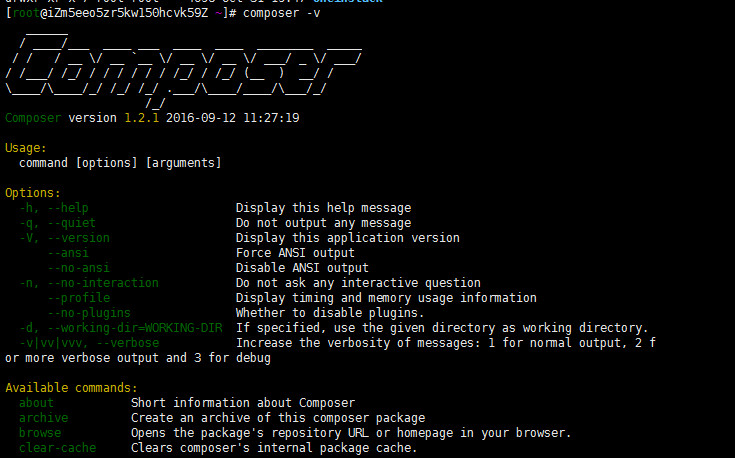 [root@iZm5eeo5zr5kwl50hcvk59Z ~]# composer -v
Composer
Composer version 1.2.1 2016-09-12 11:27:19
Usage:
command [options] [arguments]
Options:
-h, --help Display this help message
-q, --quiet Do not output any message
-V, --version Display this application version
--ansi Force ANSI output
--no-ansi Disable ANSI output
-n, --no-interaction Do not ask any interactive question
--profile Display timing and memory usage information
--no-plugins Whether to disable plugins.
-d, --working-dir=WORKING-DIR If specified, use the given directory as working directory.
-v|vv|vvv, --verbose Increase the verbosity of messages: 1 for normal output, 2 f
or more verbose output and 3 for debug
Available commands:
about Short information about Composer
archive Create an archive of this composer package
browse Opens the package's repository URL or homepage in your browser.
clear-cache Clears composer's internal package cache.